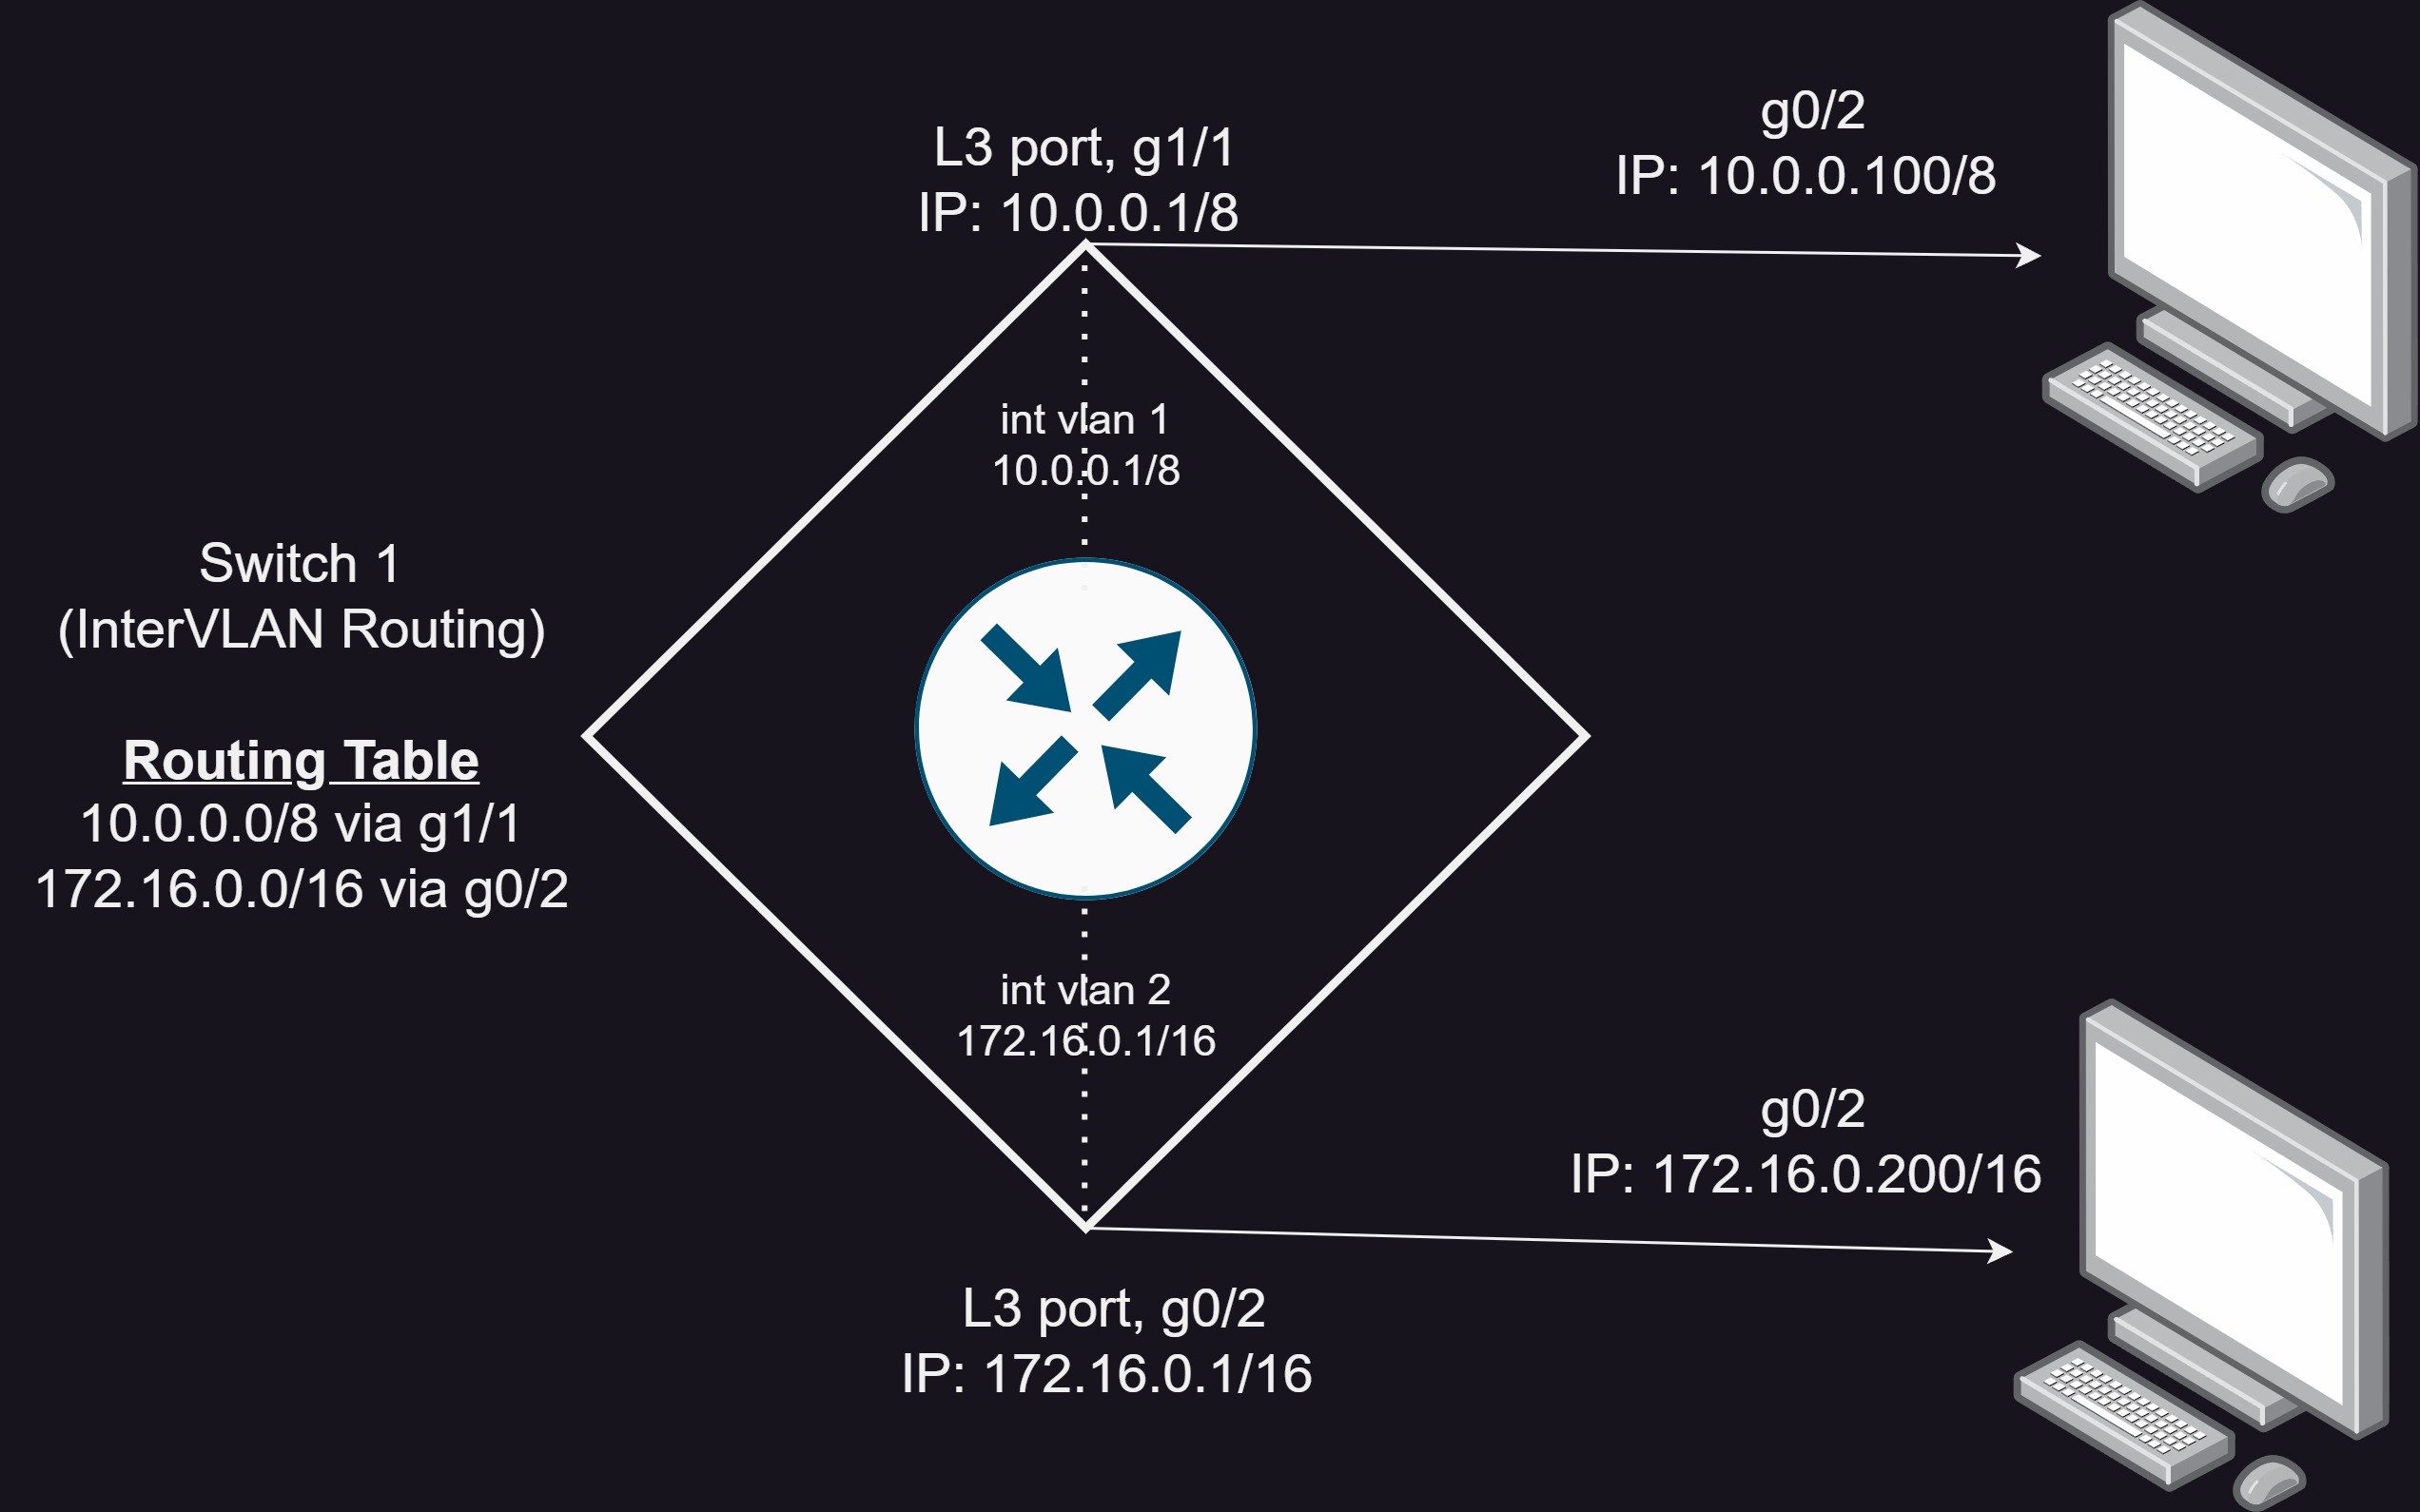 L3 port, g1/1
IP: 10.0.0.1/8
g0/2
IP: 10.0.0.100/8
int vlan 1
10.0.0.1/8
Switch 1
(InterVLAN Routing)
Routing Table
10.0.0.0/8 via g1/1
172.16.0.0/16 via g0/2
int vlan 2
172.16.0.1/16
g0/2
IP: 172.16.0.200/16
L3 port, g0/2
IP: 172.16.0.1/16